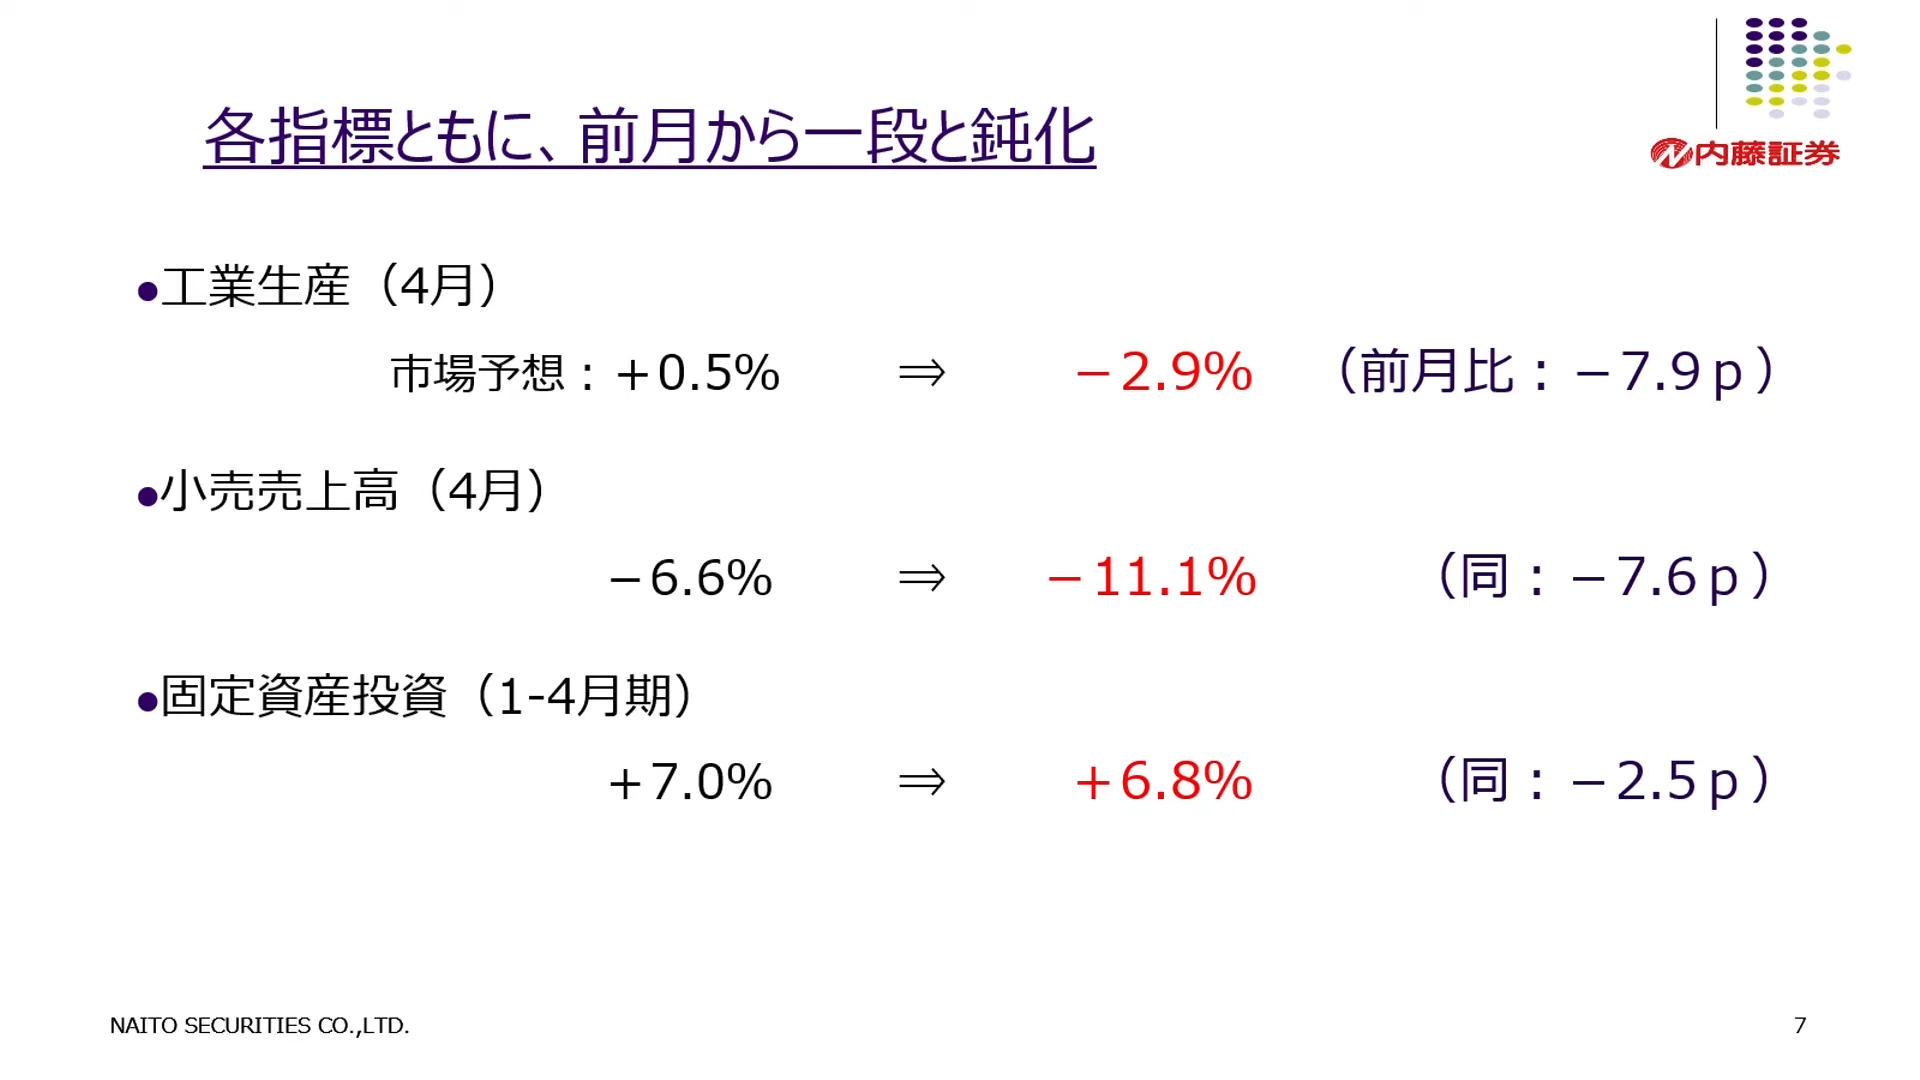 各指標ともに、前月から一段と鈍化
内藤証券
●工業生産（4月）
市場予想：＋0.5% ⇒ －2.9% （前月比：－7.9ｐ）
●小売売上高（4月）
－6.6% ⇒ －11.1% （同：－7.6ｐ）
●固定資産投資（1-4月期）
＋7.0% ⇒ ＋6.8% （同：－2.5ｐ）
NAITO SECURITIES CO.,LTD.
7